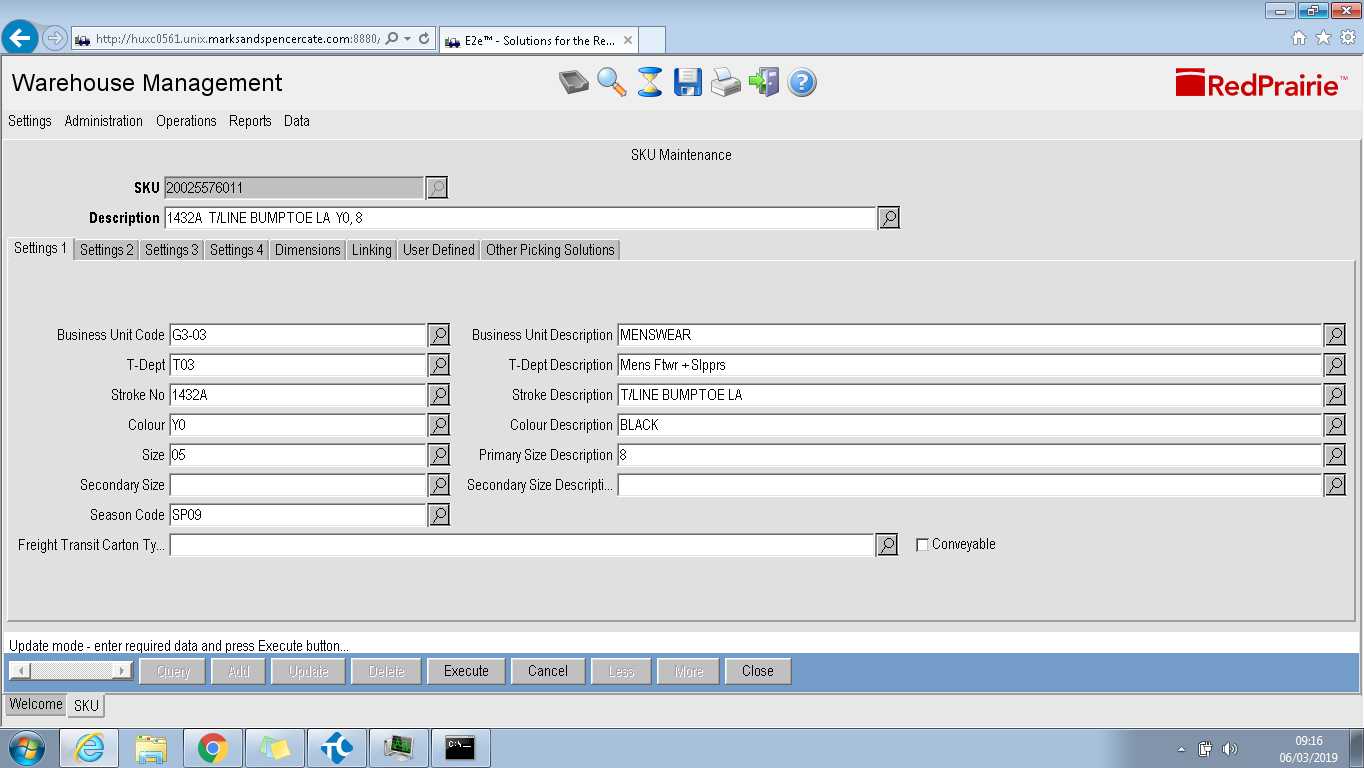 http://huxc0561.unix.marksandspencercate.com:8880/
E2e™ - Solutions for the Re...
Warehouse Management
RedPrairie™
Settings Administration Operations Reports Data
SKU Maintenance
SKU 20025576011
Description 1432A T/LINE BUMPTOE LA Y0, 8
Settings 1 Settings 2 Settings 3 Settings 4 Dimensions Linking User Defined Other Picking Solutions
Business Unit Code G3-03 Business Unit Description MENSWEAR
T-Dept T03 T-Dept Description Mens Ftwr + Slpprs
Stroke No 1432A Stroke Description T/LINE BUMPTOE LA
Colour Y0 Colour Description BLACK
Size 05 Primary Size Description 8
Secondary Size Secondary Size Descripti...
Season Code SP09
Freight Transit Carton Ty... Conveyable
Update mode - enter required data and press Execute button...
Query Add Update Delete Execute Cancel Less More Close
Welcome SKU
C:\_
09:16
06/03/2019